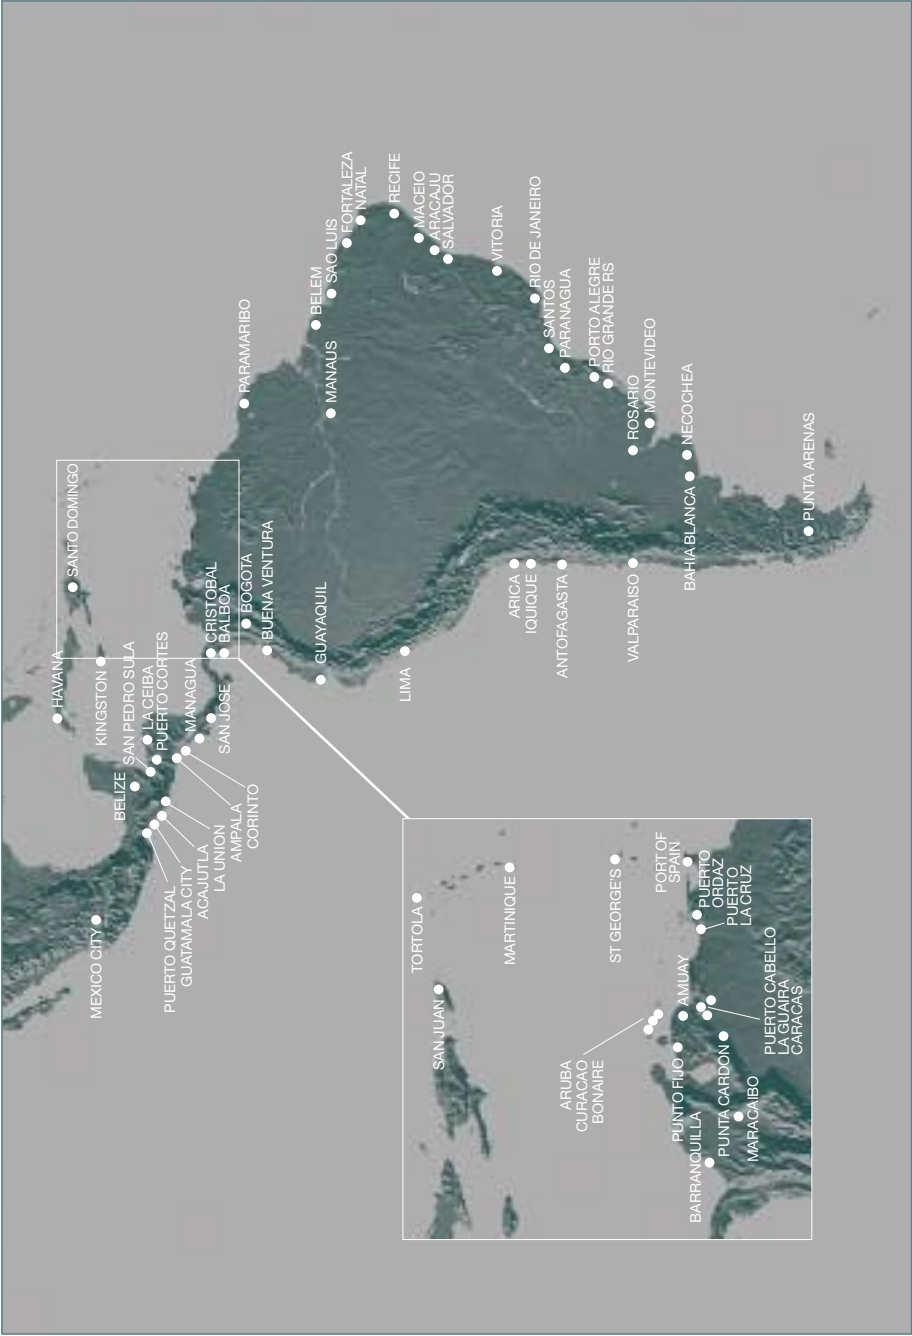 HAVANA
SANTO DOMINGO
KINGSTON
SAN PEDRO SULA
LA CEIBA
PUERTO CORTES
MANAGUA
SAN JOSE
CRISTOBAL
BALBOA
BOGOTA
BUENA VENTURA
BELIZE
MEXICO CITY
PUERTO QUETZAL
GUATAMALA CITY
ACAJUTLA
LA UNION
AMPALA
CORINTO
PARAMARIBO
BELEM
SAO LUIS
FORTALEZA
NATAL
RECIFE
MACEIO
ARACAJU
SALVADOR
VITORIA
RIO DE JANEIRO
SANTOS
PARANAGUA
PORTO ALEGRE
RIO GRANDE RS
MANAUS
GUAYAQUIL
LIMA
ARICA
IQUIQUE
ANTOFAGASTA
VALPARAISO
ROSARIO
MONTEVIDEO
NECOCHEA
BAHIA BLANCA
PUNTA ARENAS
TORTOLA
SAN JUAN
MARTINIQUE
ST GEORGE'S
PORT OF
SPAIN
PUERTO
ORDAZ
PUERTO
LA CRUZ
AMUAY
ARUBA
CURACAO
BONAIRE
PUERTO CABELLO
LA GUAIRA
CARACAS
PUNTO FIJO
BARRANQUILLA
PUNTA CARDON
MARACAIBO